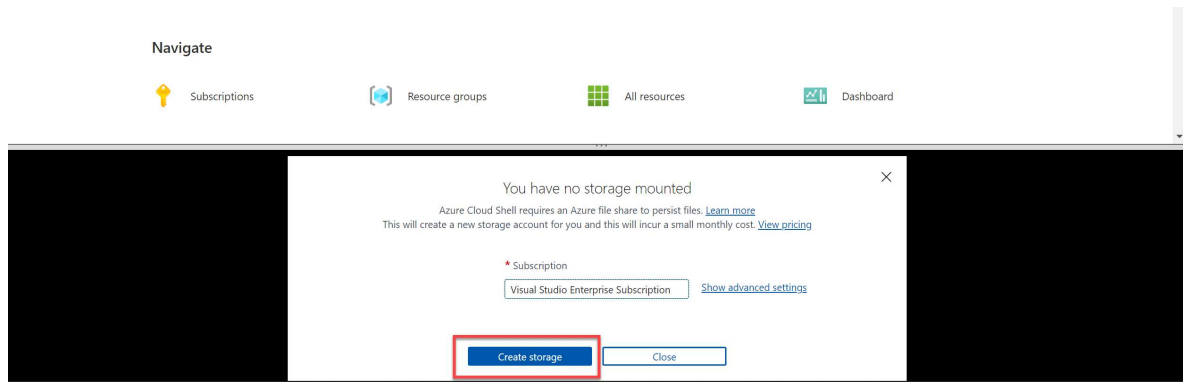 Navigate
Subscriptions
Resource groups
All resources
Dashboard
You have no storage mounted
Azure Cloud Shell requires an Azure file share to persist files. Learn more
This will create a new storage account for you and this will incur a small monthly cost. View pricing
* Subscription
Visual Studio Enterprise Subscription
Show advanced settings
Create storage
Close